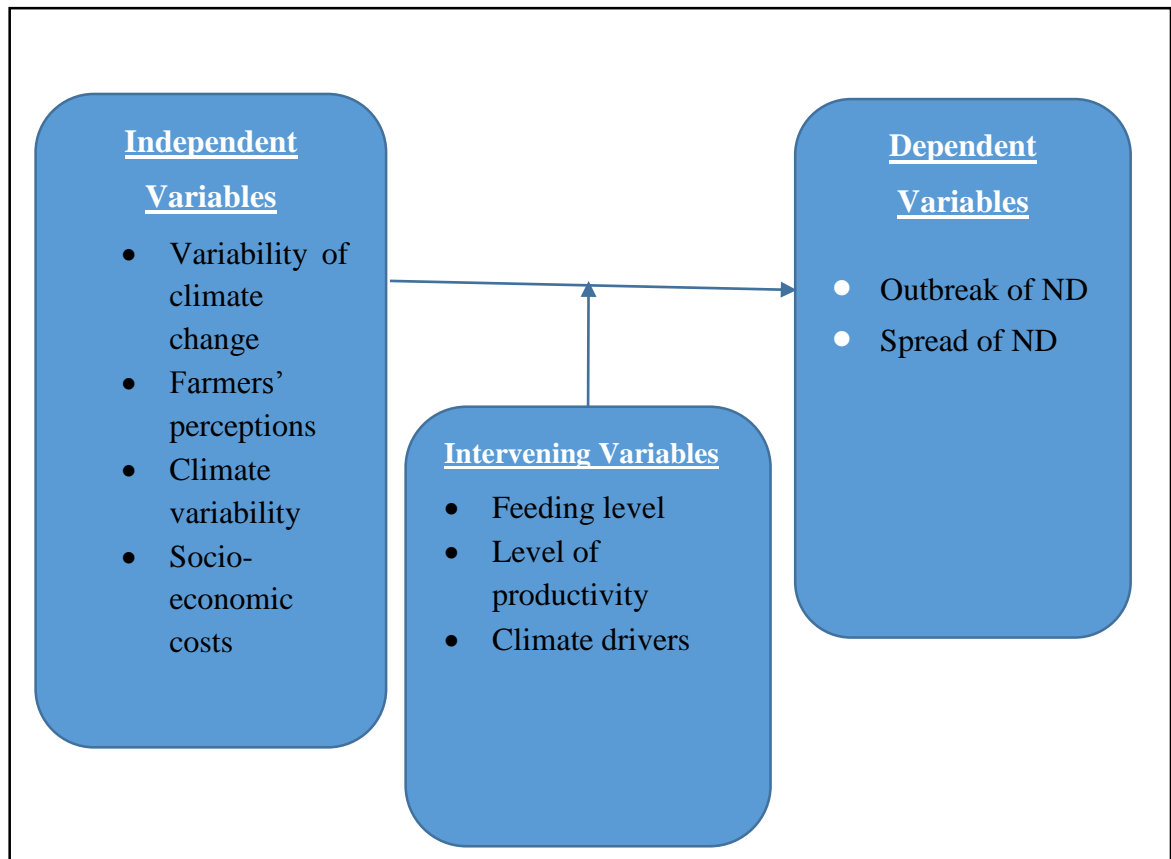 Independent
Variables
• Variability of
climate
change
• Farmers’
perceptions
• Climate
variability
• Socio-
economic
costs
Intervening Variables
• Feeding level
• Level of
productivity
• Climate drivers
Dependent
Variables
• Outbreak of ND
• Spread of ND